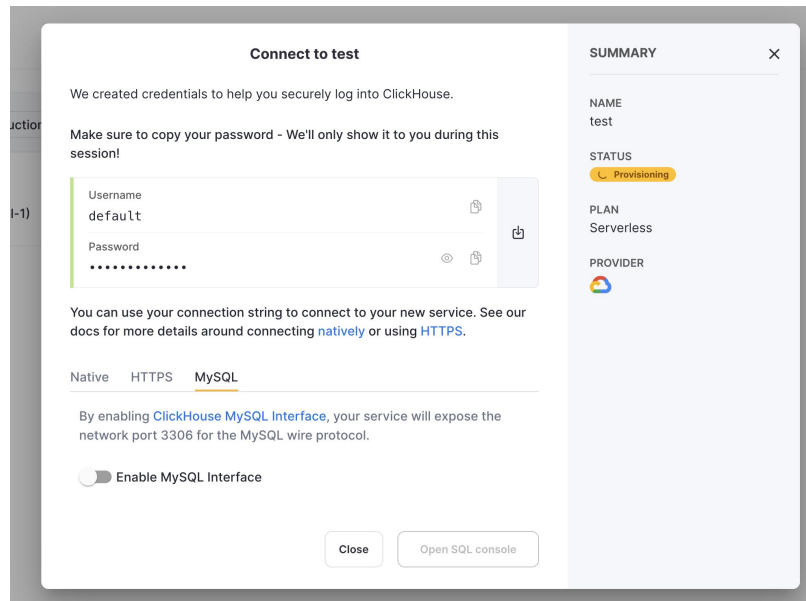 Connect to test
We created credentials to help you securely log into ClickHouse.
Make sure to copy your password - We'll only show it to you during this
session!
Username
default
Password
•••••••••••••
You can use your connection string to connect to your new service. See our
docs for more details around connecting natively or using HTTPS.
Native HTTPS MySQL
By enabling ClickHouse MySQL Interface, your service will expose the
network port 3306 for the MySQL wire protocol.
Enable MySQL Interface
Close Open SQL console
SUMMARY
NAME
test
STATUS
Provisioning
PLAN
Serverless
PROVIDER